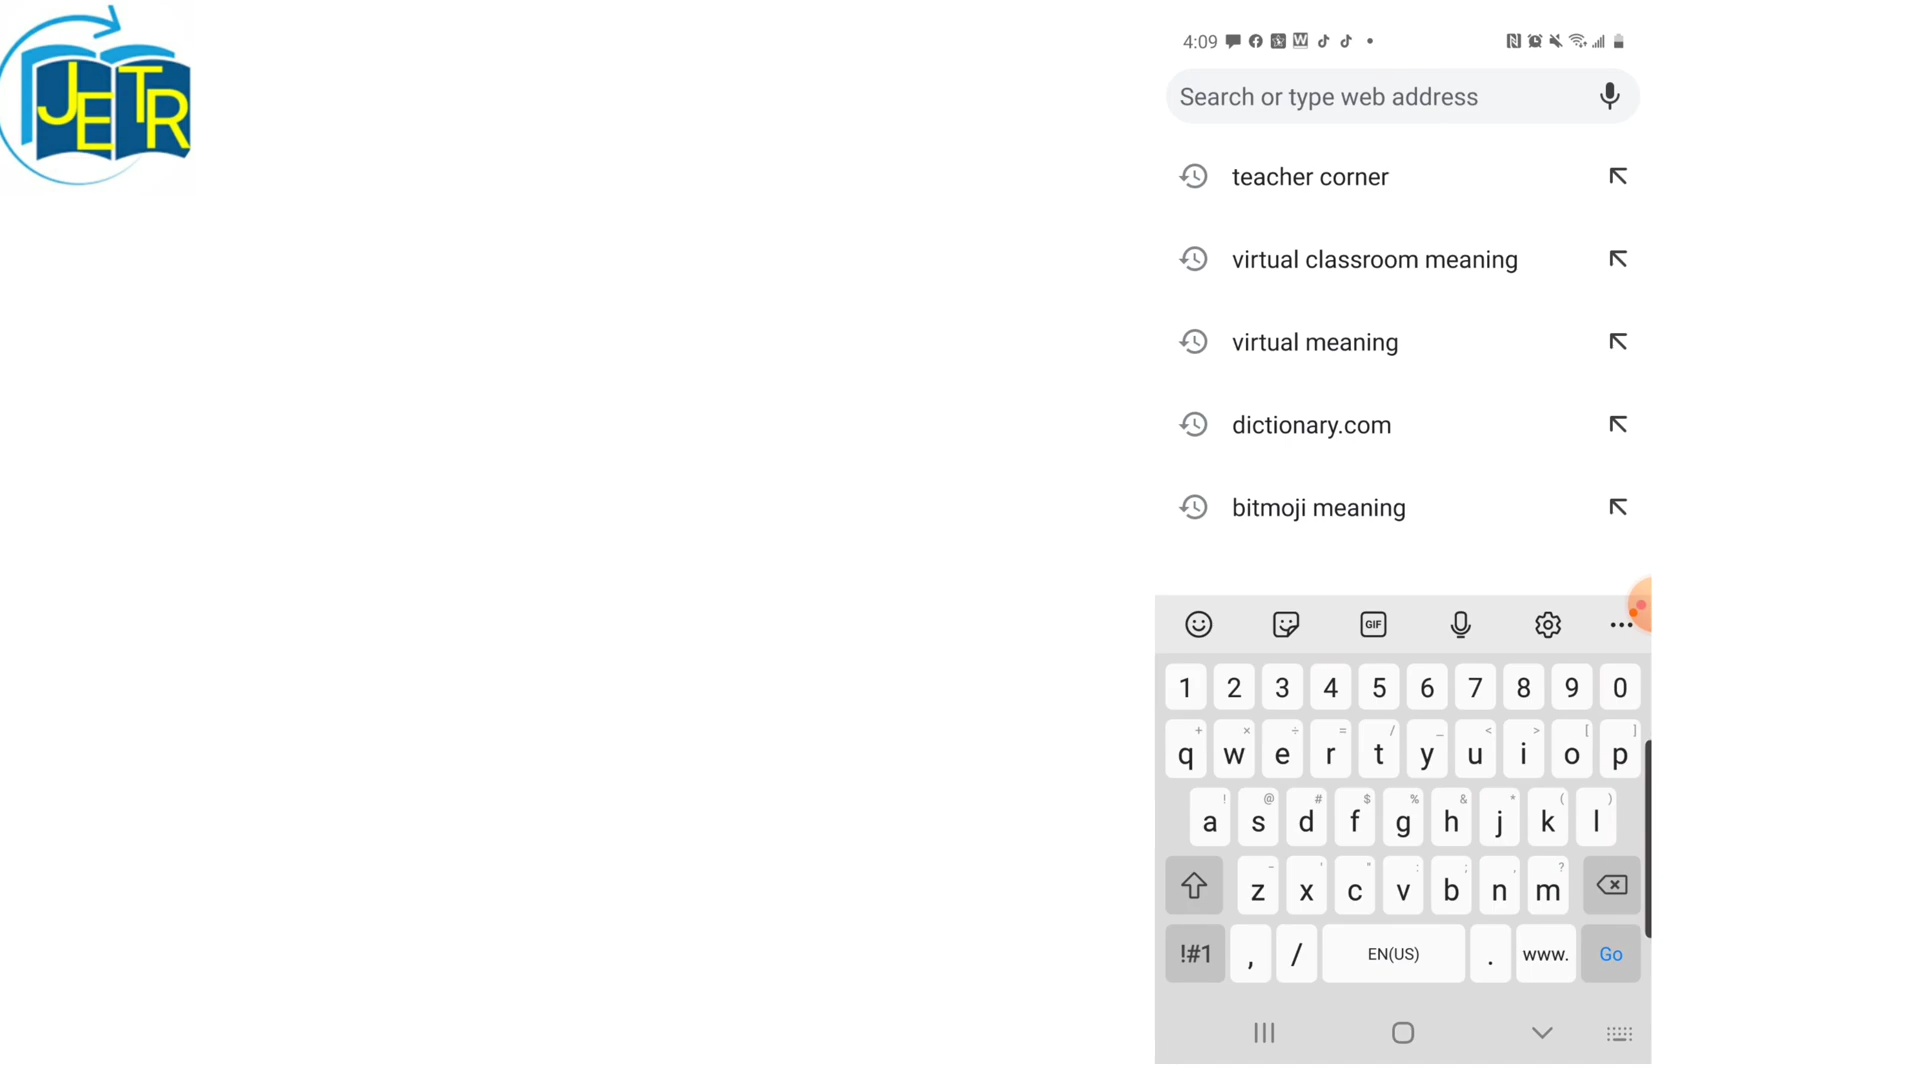 JETR
4:09
Search or type web address
teacher corner
virtual classroom meaning
virtual meaning
dictionary.com
bitmoji meaning
GIF
1 2 3 4 5 6 7 8 9 0
+ × ÷ = / _ < > [ ]
q w e r t y u i o p
! @ # $ % & * ( )
a s d f g h j k l
- ' " : ; , ?
z x c v b n m
!#1 , / EN(US) . www. Go